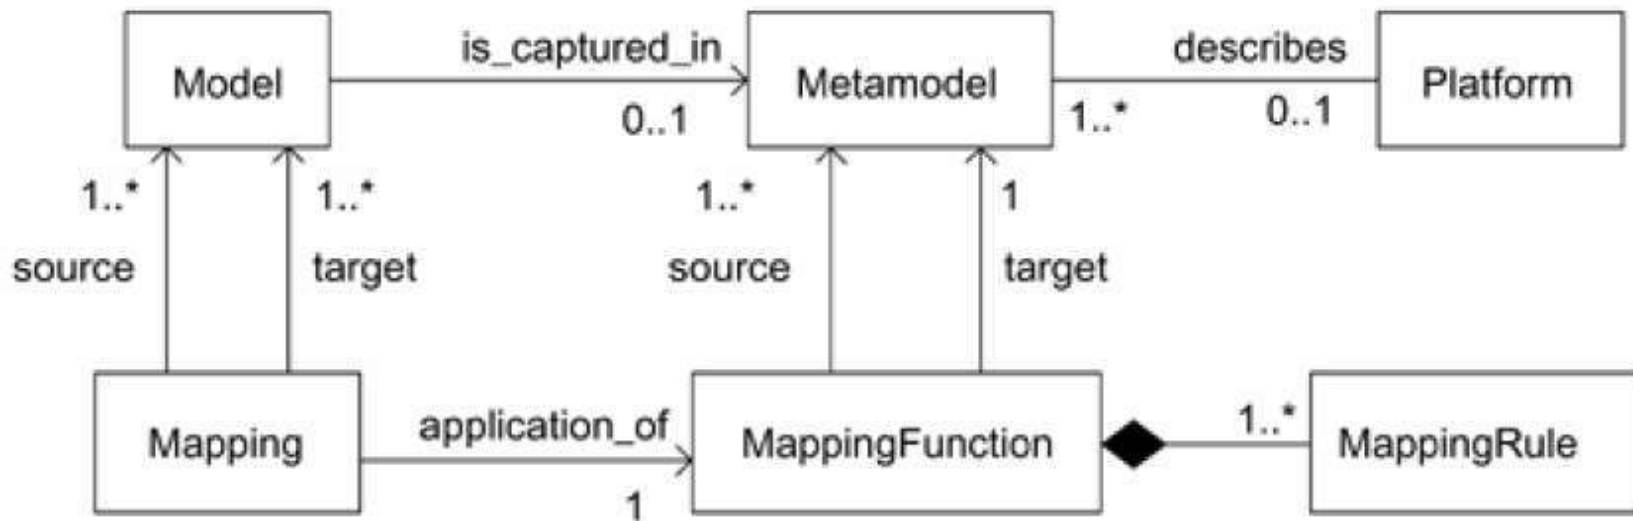 is_captured_in
describes
Model
Metamodel
Platform
0..1
1..*
0..1
1..*
1..*
1..*
1
source
target
source
target
application_of
Mapping
MappingFunction
1..*
MappingRule
1